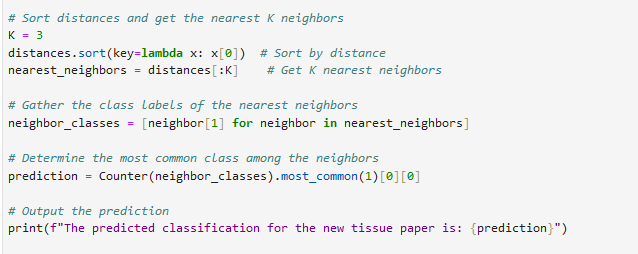 # Sort distances and get the nearest K neighbors
K = 3
distances.sort(key=lambda x: x[0])  # Sort by distance
nearest_neighbors = distances[:K]    # Get K nearest neighbors
# Gather the class labels of the nearest neighbors
neighbor_classes = [neighbor[1] for neighbor in nearest_neighbors]
# Determine the most common class among the neighbors
prediction = Counter(neighbor_classes).most_common(1)[0][0]
# Output the prediction
print(f"The predicted classification for the new tissue paper is: {prediction}")